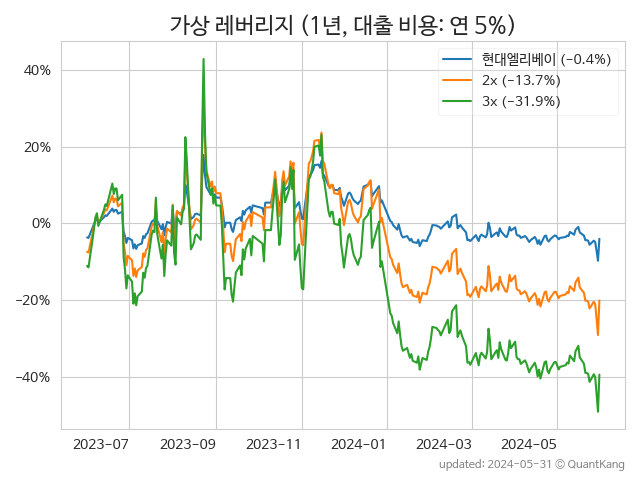 가상 레버리지 (1년, 대출 비용: 연 5%)
현대엘리베이 (−0.4%)
2x (−13.7%)
3x (−31.9%)
40%
20%
0%
−20%
−40%
2023-07
2023-09
2023-11
2024-01
2024-03
2024-05
updated: 2024-05-31 © QuantKang